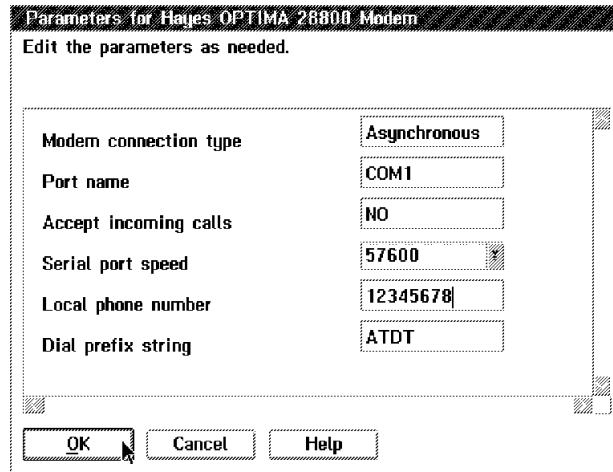 Parameters for Hayes OPTIMA 28800 Modem
Edit the parameters as needed.
Modem connection type Asynchronous
Port name COM1
Accept incoming calls NO
Serial port speed 57600
Local phone number 12345678
Dial prefix string ATDT
OK Cancel Help